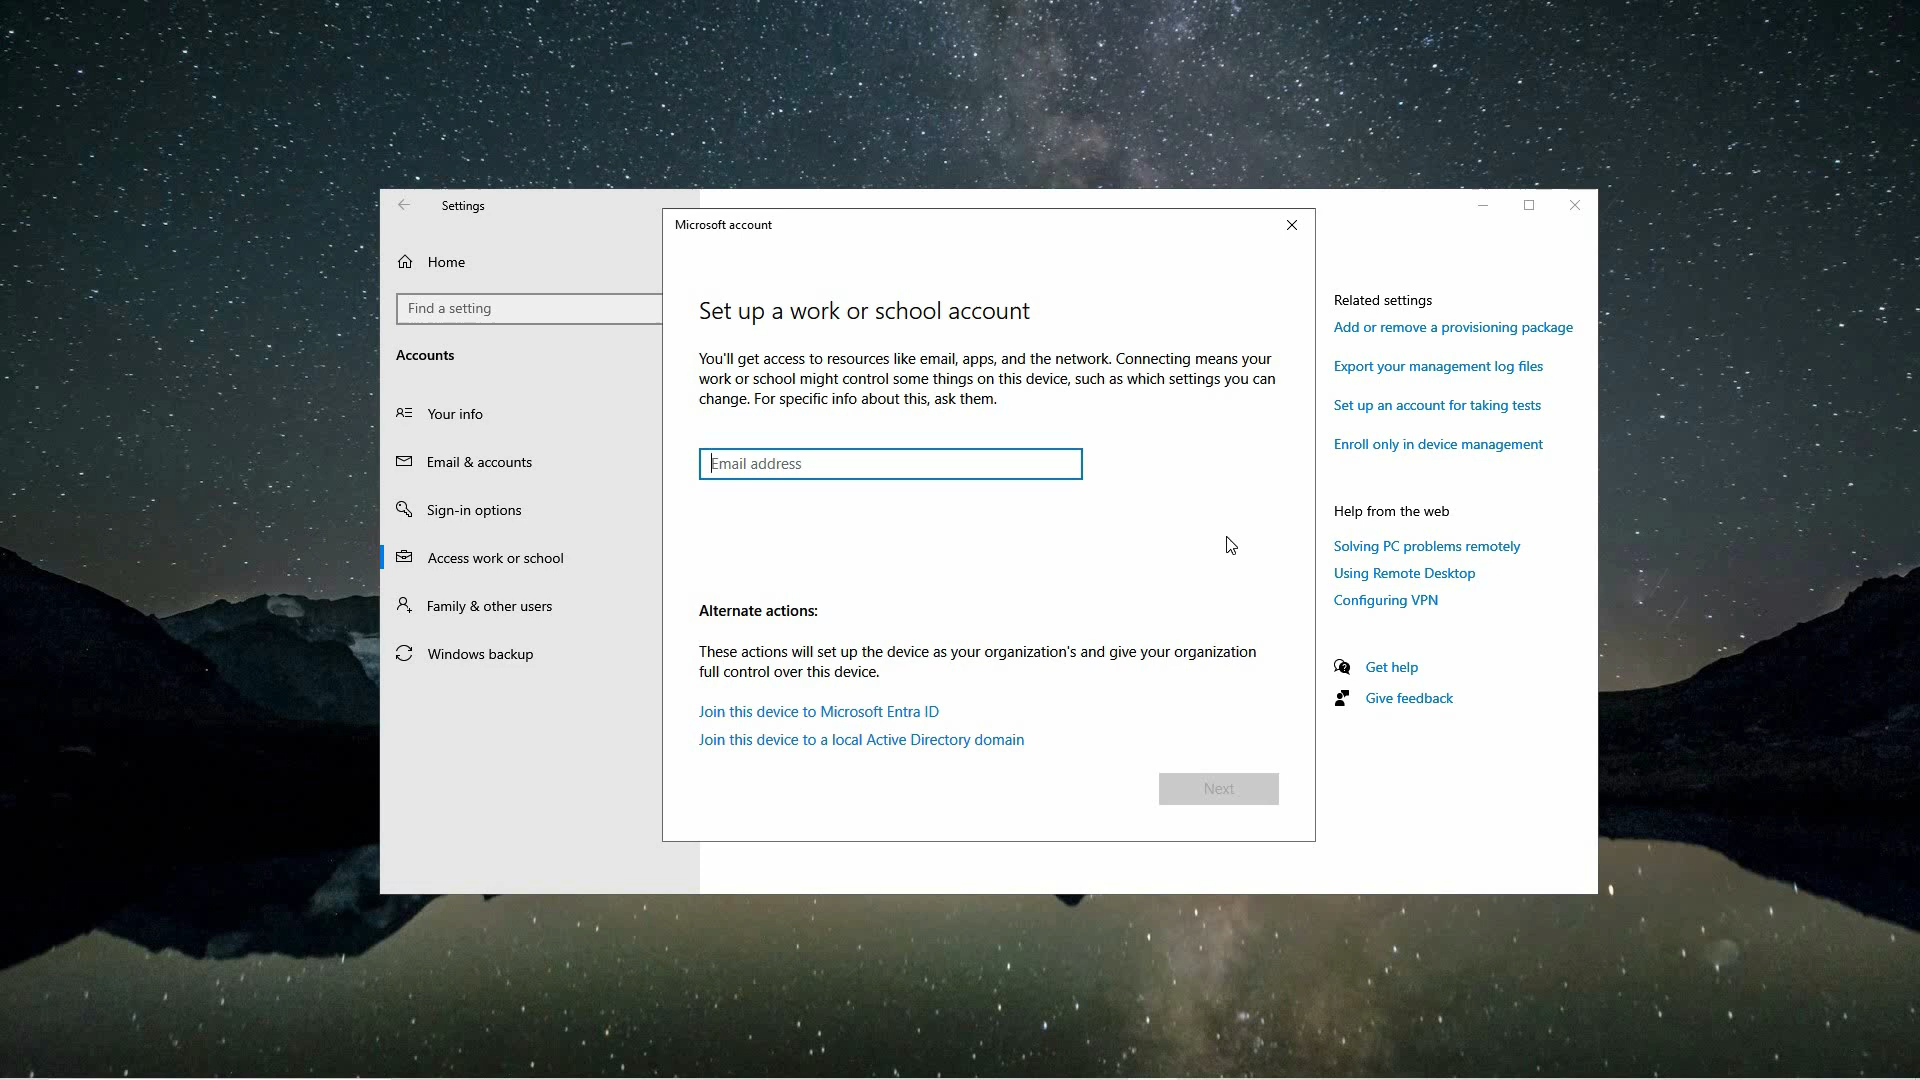 Settings
Home
Find a setting
Accounts
Your info
Email & accounts
Sign-in options
Access work or school
Family & other users
Windows backup
Microsoft account
Set up a work or school account
You'll get access to resources like email, apps, and the network. Connecting means your
work or school might control some things on this device, such as which settings you can
change. For specific info about this, ask them.
Email address
Alternate actions:
These actions will set up the device as your organization's and give your organization
full control over this device.
Join this device to Microsoft Entra ID
Join this device to a local Active Directory domain
Next
Related settings
Add or remove a provisioning package
Export your management log files
Set up an account for taking tests
Enroll only in device management
Help from the web
Solving PC problems remotely
Using Remote Desktop
Configuring VPN
Get help
Give feedback